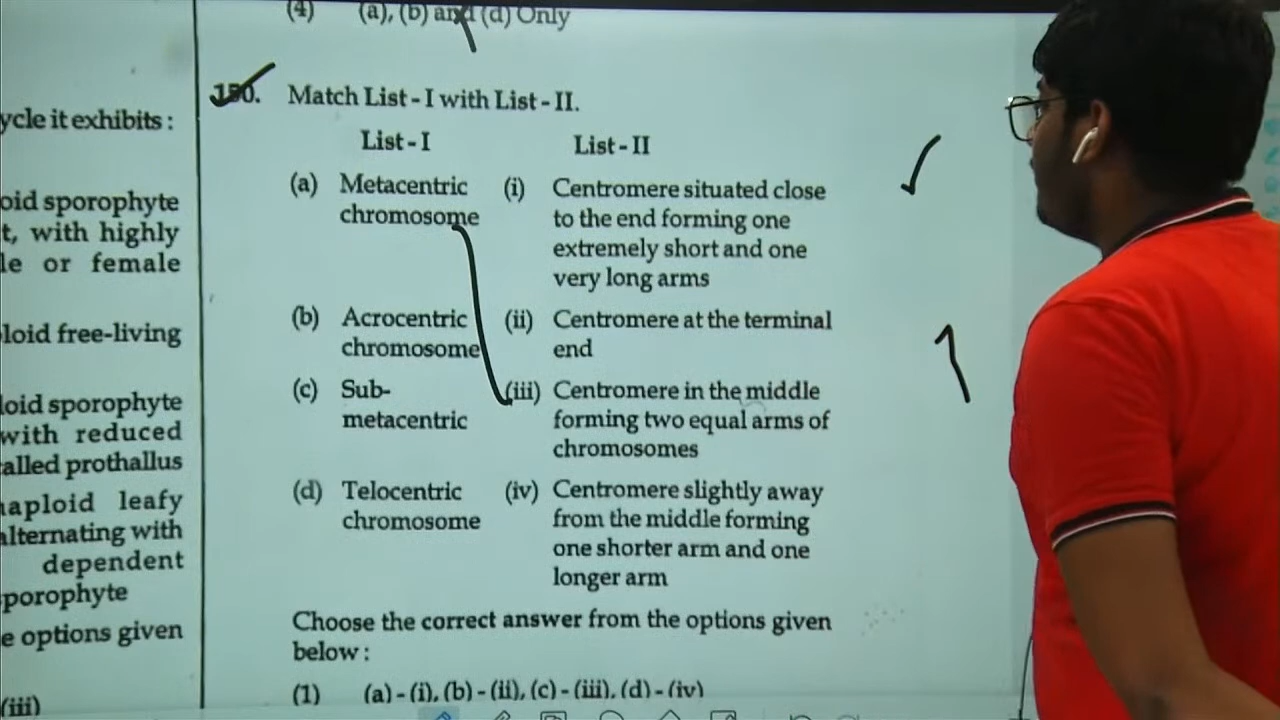 (4) (a), (b) and (d) Only
ycle it exhibits :
oid sporophyte
t, with highly
le or female
loid free-living
loid sporophyte
with reduced
called prothallus
haploid leafy
alternating with
dependent
porophyte
e options given
(iii)
150. Match List - I with List - II.
List - I List - II
(a) Metacentric (i) Centromere situated close
chromosome to the end forming one
extremely short and one
very long arms
(b) Acrocentric (ii) Centromere at the terminal
chromosome end
(c) Sub- (iii) Centromere in the middle
metacentric forming two equal arms of
chromosomes
(d) Telocentric (iv) Centromere slightly away
chromosome from the middle forming
one shorter arm and one
longer arm
Choose the correct answer from the options given
below :
(1) (a) - (i), (b) - (ii), (c) - (iii), (d) - (iv)